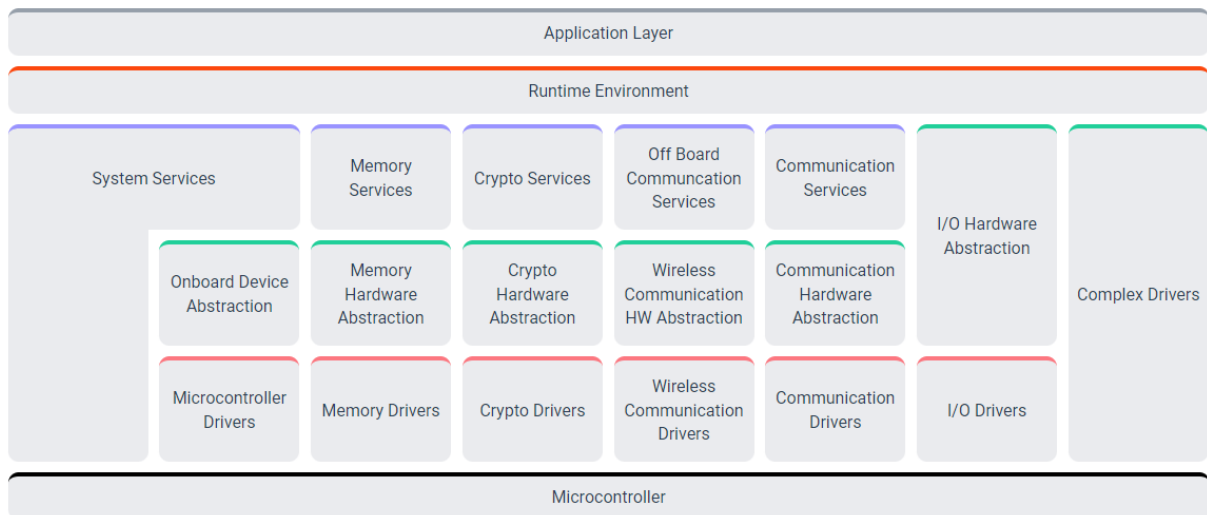 Application Layer
Runtime Environment
System Services
Memory
Services
Crypto Services
Off Board
Communcation
Services
Communication
Services
I/O Hardware
Abstraction
Complex Drivers
Onboard Device
Abstraction
Memory
Hardware
Abstraction
Crypto
Hardware
Abstraction
Wireless
Communication
HW Abstraction
Communication
Hardware
Abstraction
Microcontroller
Drivers
Memory Drivers
Crypto Drivers
Wireless
Communication
Drivers
Communication
Drivers
I/O Drivers
Microcontroller